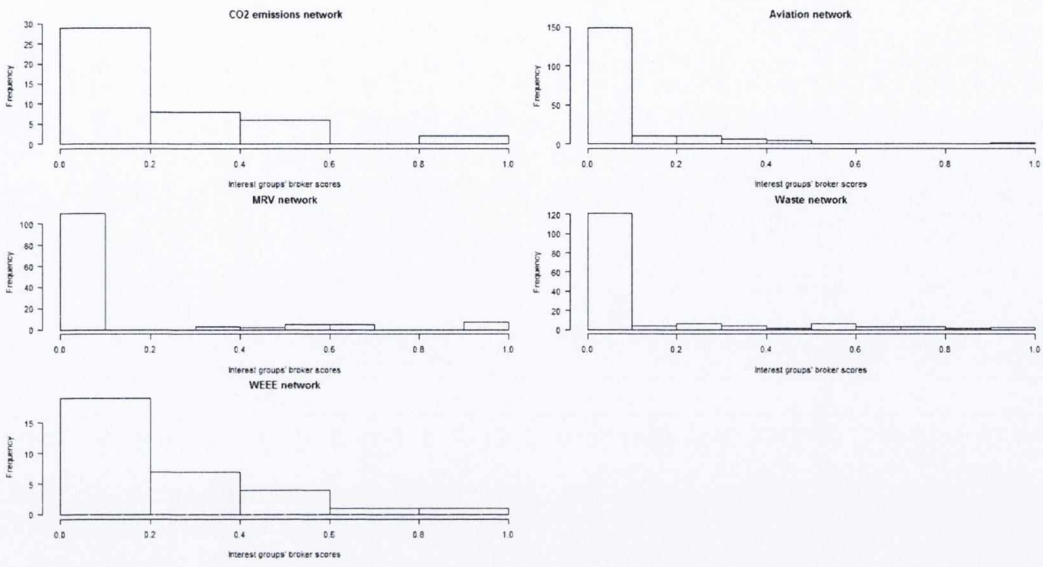 CO2 emissions network
Frequency
30
25
20
15
10
5
0
0.0 0.2 0.4 0.6 0.8 1.0
Interest groups' broker scores
Aviation network
Frequency
150
100
50
0
0.0 0.2 0.4 0.6 0.8 1.0
Interest groups' broker scores
MRV network
Frequency
100
80
60
40
20
0
0.0 0.2 0.4 0.6 0.8 1.0
Interest groups' broker scores
Waste network
Frequency
120
100
80
60
40
20
0
0.0 0.2 0.4 0.6 0.8 1.0
Interest groups' broker scores
WEEE network
Frequency
15
10
5
0
0.0 0.2 0.4 0.6 0.8 1.0
Interest groups' broker scores